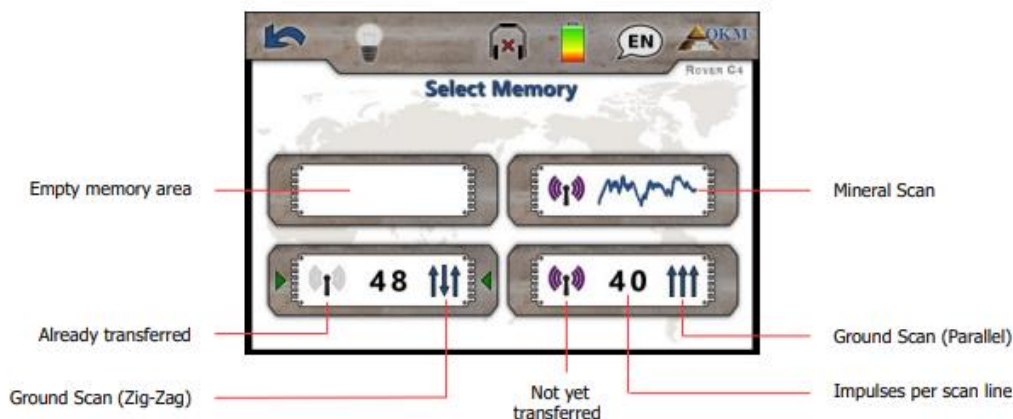 EN
OKM
ROVER C4
Select Memory
Empty memory area
Mineral Scan
48
40
Already transferred
Ground Scan (Parallel)
Ground Scan (Zig-Zag)
Not yet
transferred
Impulses per scan line